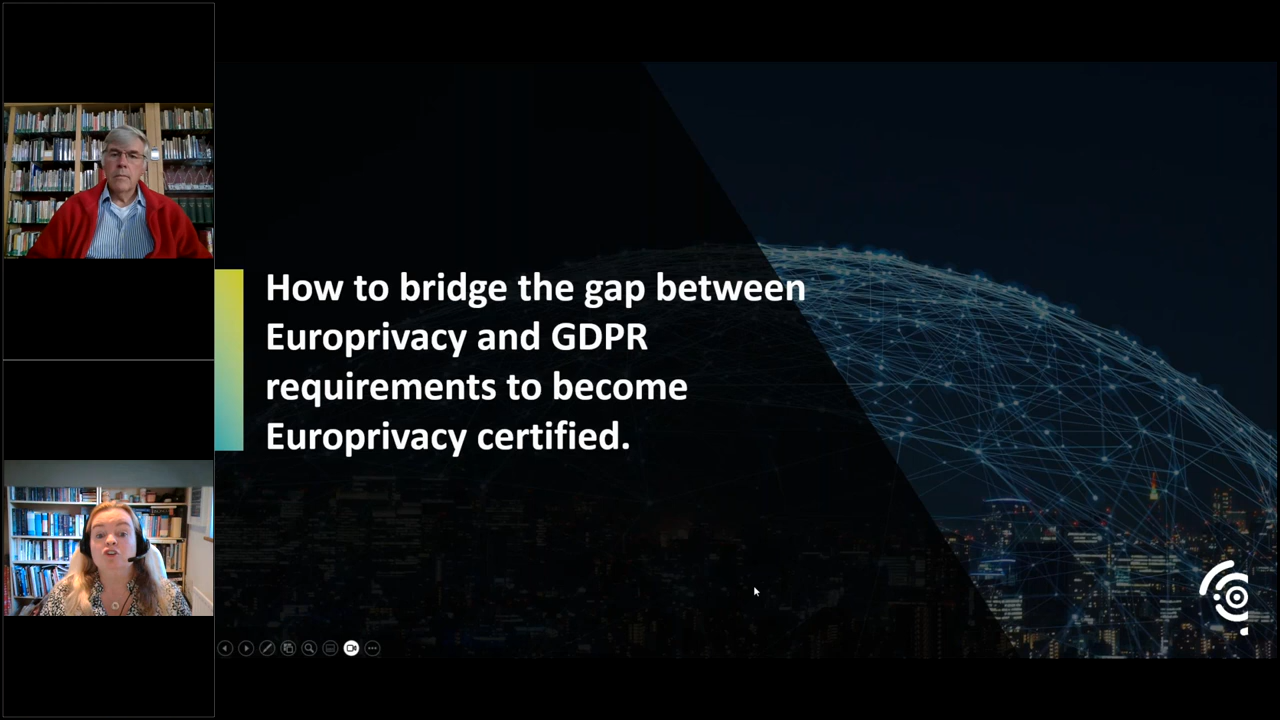 How to bridge the gap between
Europrivacy and GDPR
requirements to become
Europrivacy certified.